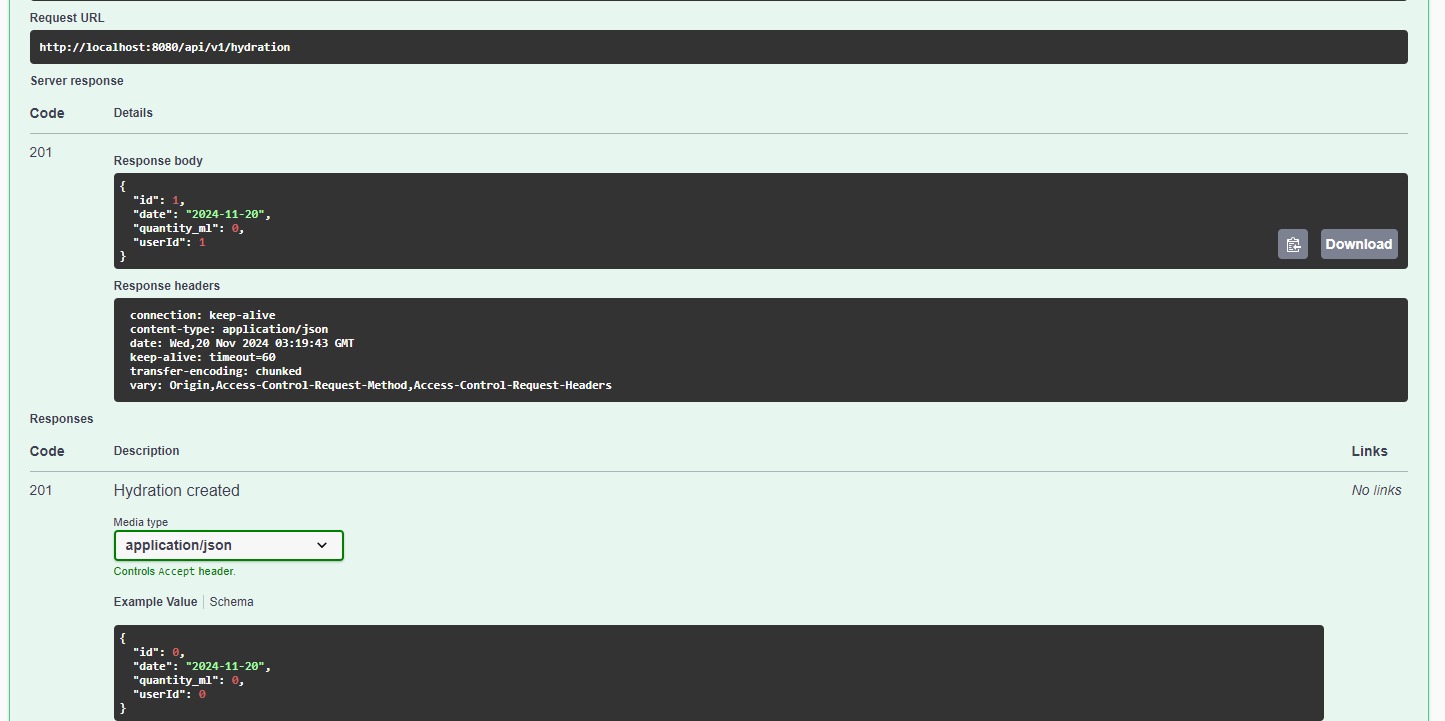 Request URL
http://localhost:8080/api/v1/hydration
Server response
Code Details
201
Response body
{
  "id": 1,
  "date": "2024-11-20",
  "quantity_ml": 0,
  "userId": 1
}
Download
Response headers
connection: keep-alive
content-type: application/json
date: Wed,20 Nov 2024 03:19:43 GMT
keep-alive: timeout=60
transfer-encoding: chunked
vary: Origin,Access-Control-Request-Method,Access-Control-Request-Headers
Responses
Code Description Links
201 Hydration created No links
Media type
application/json
Controls Accept header.
Example Value Schema
{
  "id": 0,
  "date": "2024-11-20",
  "quantity_ml": 0,
  "userId": 0
}